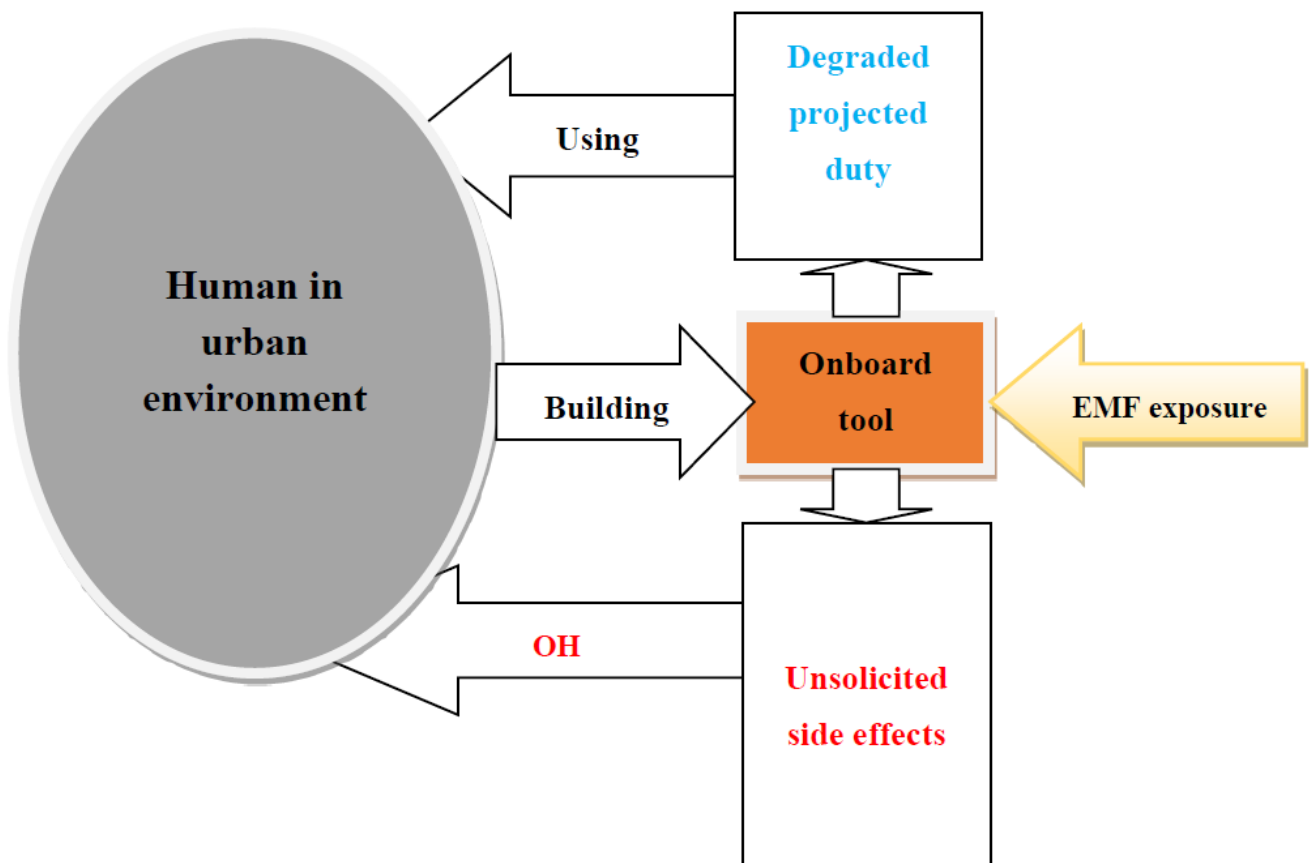 Degraded
projected
duty
Using
Human in
urban
environment
Building
Onboard
tool
EMF exposure
OH
Unsolicited
side effects